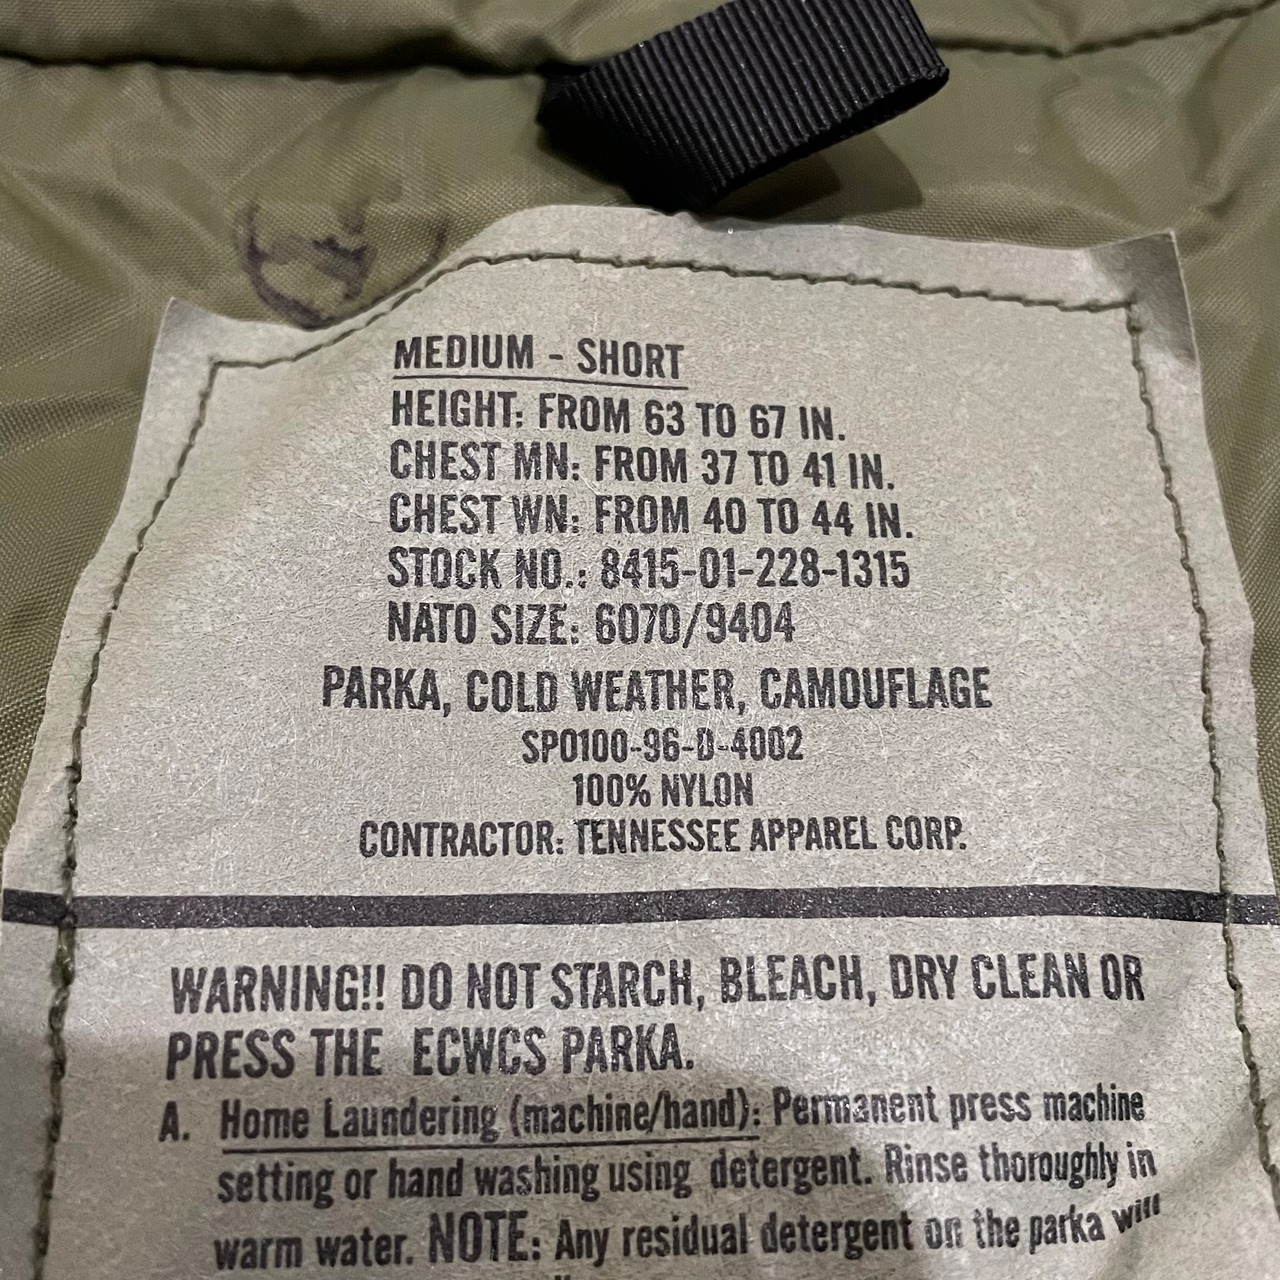 MEDIUM - SHORT
HEIGHT: FROM 63 TO 67 IN.
CHEST MN: FROM 37 TO 41 IN.
CHEST WN: FROM 40 TO 44 IN.
STOCK NO.: 8415-01-228-1315
NATO SIZE: 6070/9404
PARKA, COLD WEATHER, CAMOUFLAGE
SPO100-96-D-4002
100% NYLON
CONTRACTOR: TENNESSEE APPAREL CORP.
WARNING!! DO NOT STARCH, BLEACH, DRY CLEAN OR
PRESS THE ECWCS PARKA.
A. Home Laundering (machine/hand): Permanent press machine
setting or hand washing using detergent. Rinse thoroughly in
warm water. NOTE: Any residual detergent on the parka will